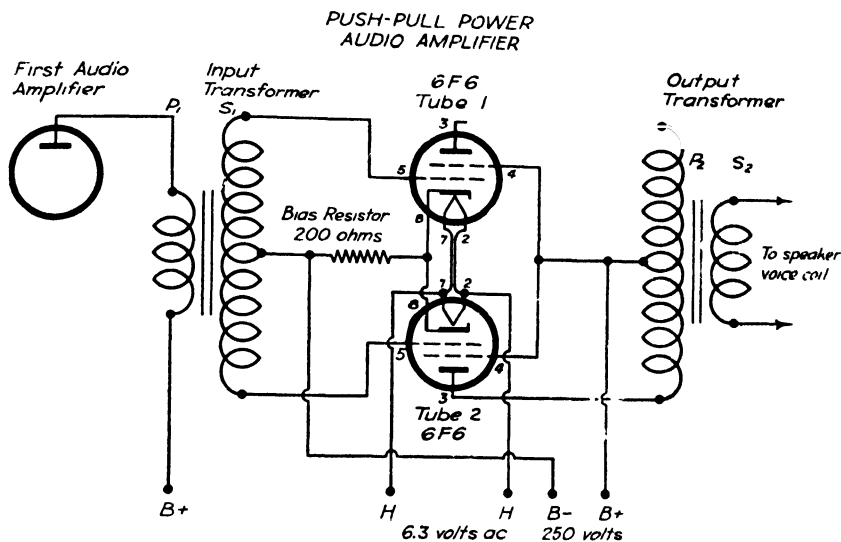 PUSH-PULL POWER
AUDIO AMPLIFIER
First Audio
Amplifier
P1
Input
Transformer
S1
6F6
Tube 1
3
5
4
8
7 2
Output
Transformer
P2
S2
Bias Resistor
200 ohms
To speaker
voice coil
7 2
8
5
4
3
Tube 2
6F6
B+
H
H
B-
B+
6.3 volts ac
250 volts